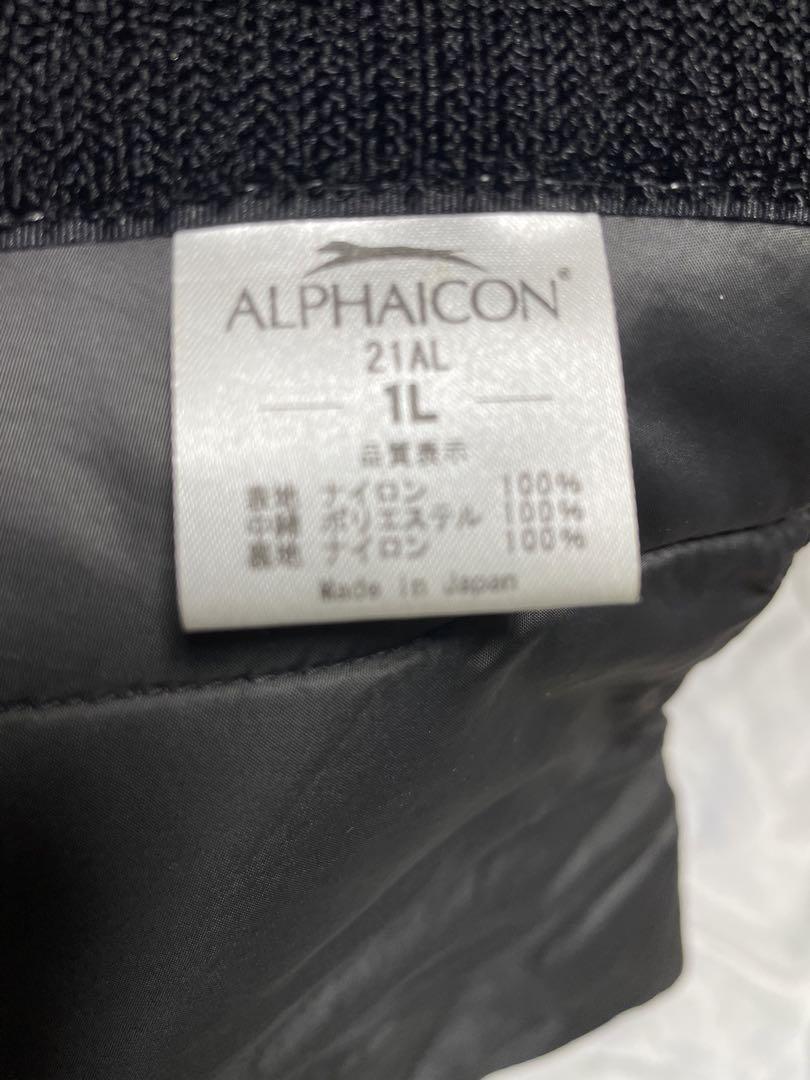 ALPHAICON®
21AL
1L
品質表示
表地 ナイロン 100%
中綿 ポリエステル 100%
裏地 ナイロン 100%
Made in Japan